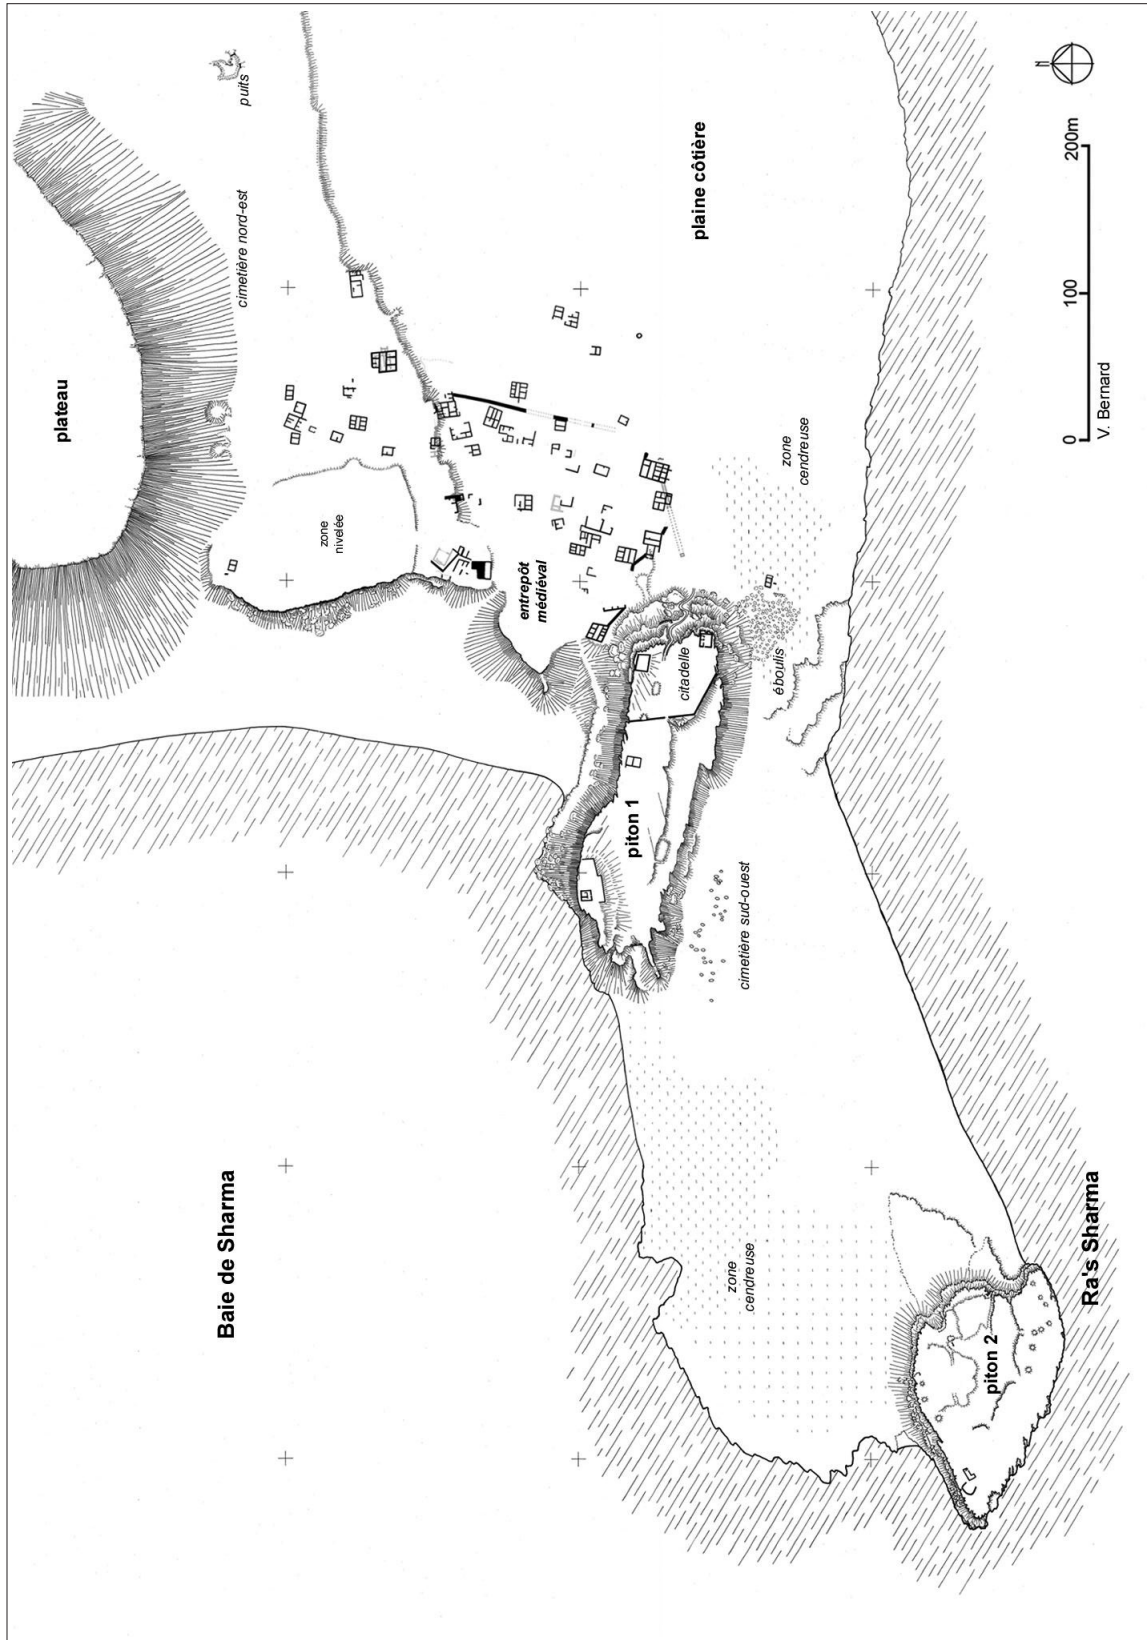 plateau
puits
cimetière nord-est
zone
nivelée
plaine côtière
N
entrepôt
médiéval
citadelle
éboulis
zone
cendreuse
piton 1
cimetière sud-ouest
Baie de Sharma
zone
cendreuse
piton 2
Ra's Sharma
0
100
200m
V. Bernard